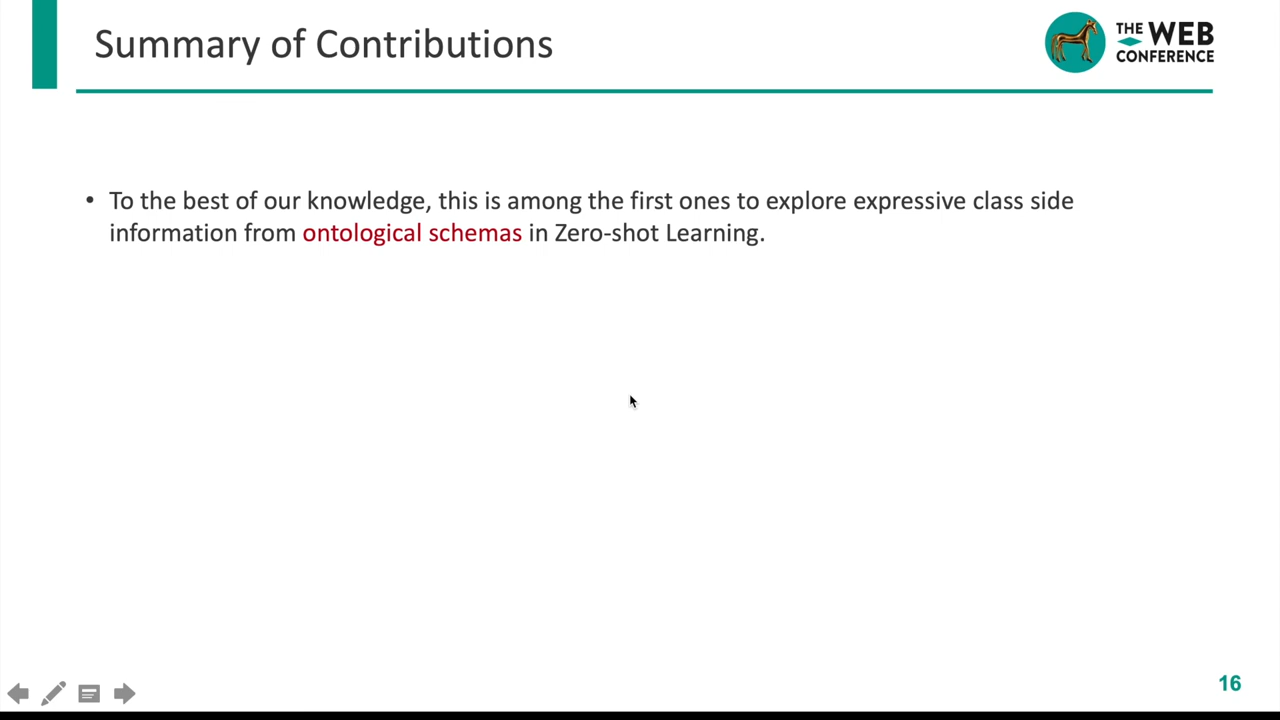 Summary of Contributions
THE WEB
CONFERENCE
• To the best of our knowledge, this is among the first ones to explore expressive class side
information from ontological schemas in Zero-shot Learning.
16